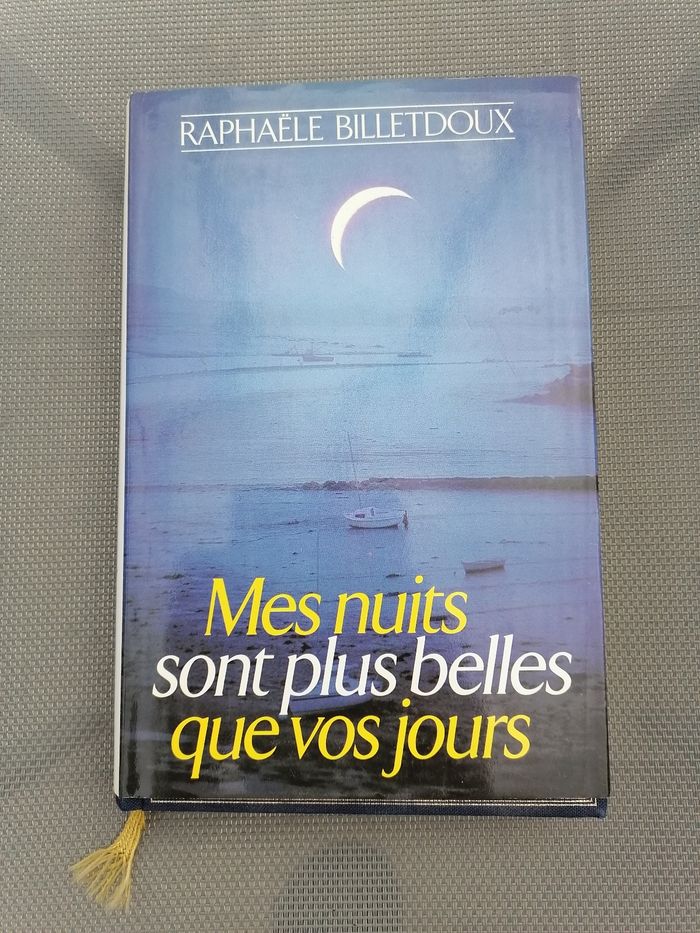 RAPHAËLE BILLETDOUX
Mes nuits
sont plus belles
que vos jours